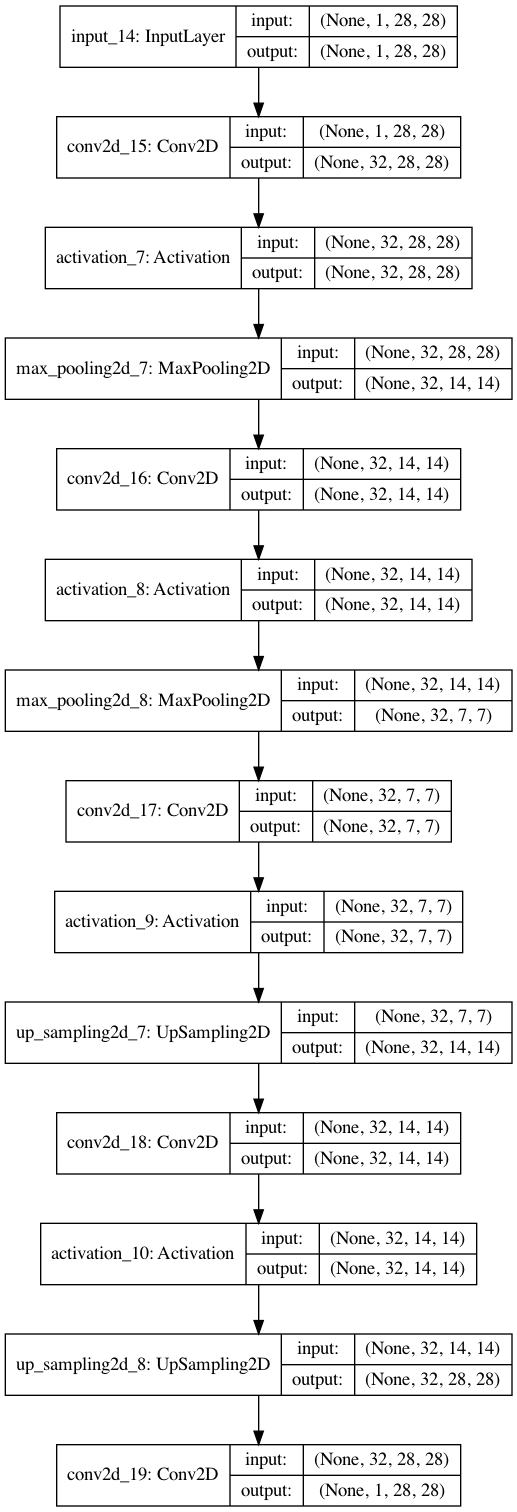 input_14: InputLayer
input: (None, 1, 28, 28)
output: (None, 1, 28, 28)
conv2d_15: Conv2D
input: (None, 1, 28, 28)
output: (None, 32, 28, 28)
activation_7: Activation
input: (None, 32, 28, 28)
output: (None, 32, 28, 28)
max_pooling2d_7: MaxPooling2D
input: (None, 32, 28, 28)
output: (None, 32, 14, 14)
conv2d_16: Conv2D
input: (None, 32, 14, 14)
output: (None, 32, 14, 14)
activation_8: Activation
input: (None, 32, 14, 14)
output: (None, 32, 14, 14)
max_pooling2d_8: MaxPooling2D
input: (None, 32, 14, 14)
output: (None, 32, 7, 7)
conv2d_17: Conv2D
input: (None, 32, 7, 7)
output: (None, 32, 7, 7)
activation_9: Activation
input: (None, 32, 7, 7)
output: (None, 32, 7, 7)
up_sampling2d_7: UpSampling2D
input: (None, 32, 7, 7)
output: (None, 32, 14, 14)
conv2d_18: Conv2D
input: (None, 32, 14, 14)
output: (None, 32, 14, 14)
activation_10: Activation
input: (None, 32, 14, 14)
output: (None, 32, 14, 14)
up_sampling2d_8: UpSampling2D
input: (None, 32, 14, 14)
output: (None, 32, 28, 28)
conv2d_19: Conv2D
input: (None, 32, 28, 28)
output: (None, 1, 28, 28)